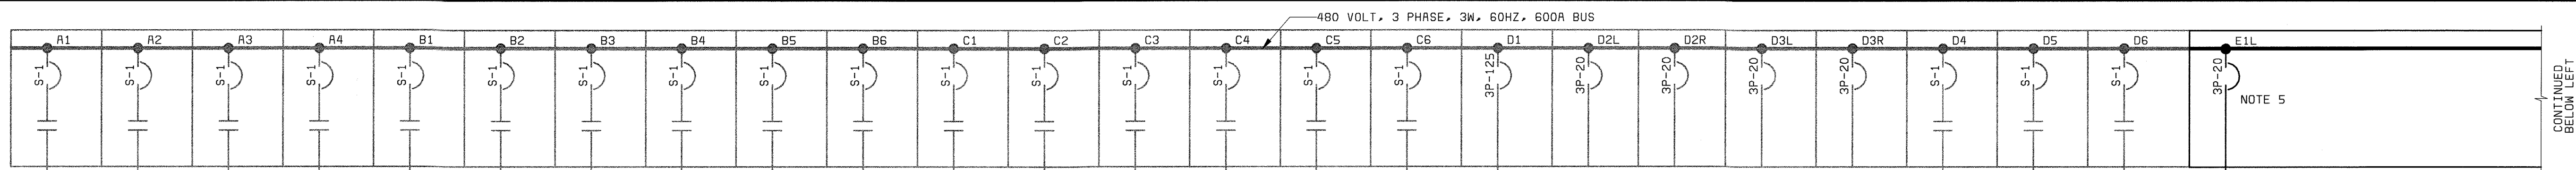 480 VOLT, 3 PHASE, 3W, 60HZ, 600A BUS
A1 A2 A3 A4 B1 B2 B3 B4 B5 B6 C1 C2 C3 C4 C5 C6 D1 D2L D2R D3L D3R D4 D5 D6 E1L
S-1 S-1 S-1 S-1 S-1 S-1 S-1 S-1 S-1 S-1 S-1 S-1 S-1 S-1 S-1 S-1 3P-125 3P-20 3P-20 3P-20 3P-20 S-1 S-1 S-1 3P-20
NOTE 5
CONTINUED
BELOW LEFT